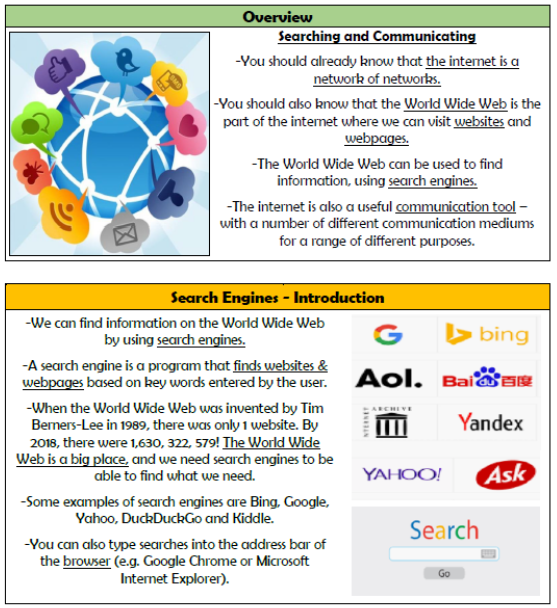 Overview
Searching and Communicating
-You should already know that the internet is a
network of networks.
-You should also know that the World Wide Web is the
part of the internet where we can visit websites and
webpages.
-The World Wide Web can be used to find
information, using search engines.
-The internet is also a useful communication tool –
with a number of different communication mediums
for a range of different purposes.
Search Engines - Introduction
-We can find information on the World Wide Web
by using search engines.
-A search engine is a program that finds websites &
webpages based on key words entered by the user.
-When the World Wide Web was invented by Tim
Berners-Lee in 1989, there was only 1 website. By
2018, there were 1,630, 322, 579! The World Wide
Web is a big place, and we need search engines to be
able to find what we need.
-Some examples of search engines are Bing, Google,
Yahoo, DuckDuckGo and Kiddle.
-You can also type searches into the address bar of
the browser (e.g. Google Chrome or Microsoft
Internet Explorer).
G
bing
Aol.
Bai du 百度
INTERNET ARCHIVE
Yandex
YAHOO!
Ask
Search
Go